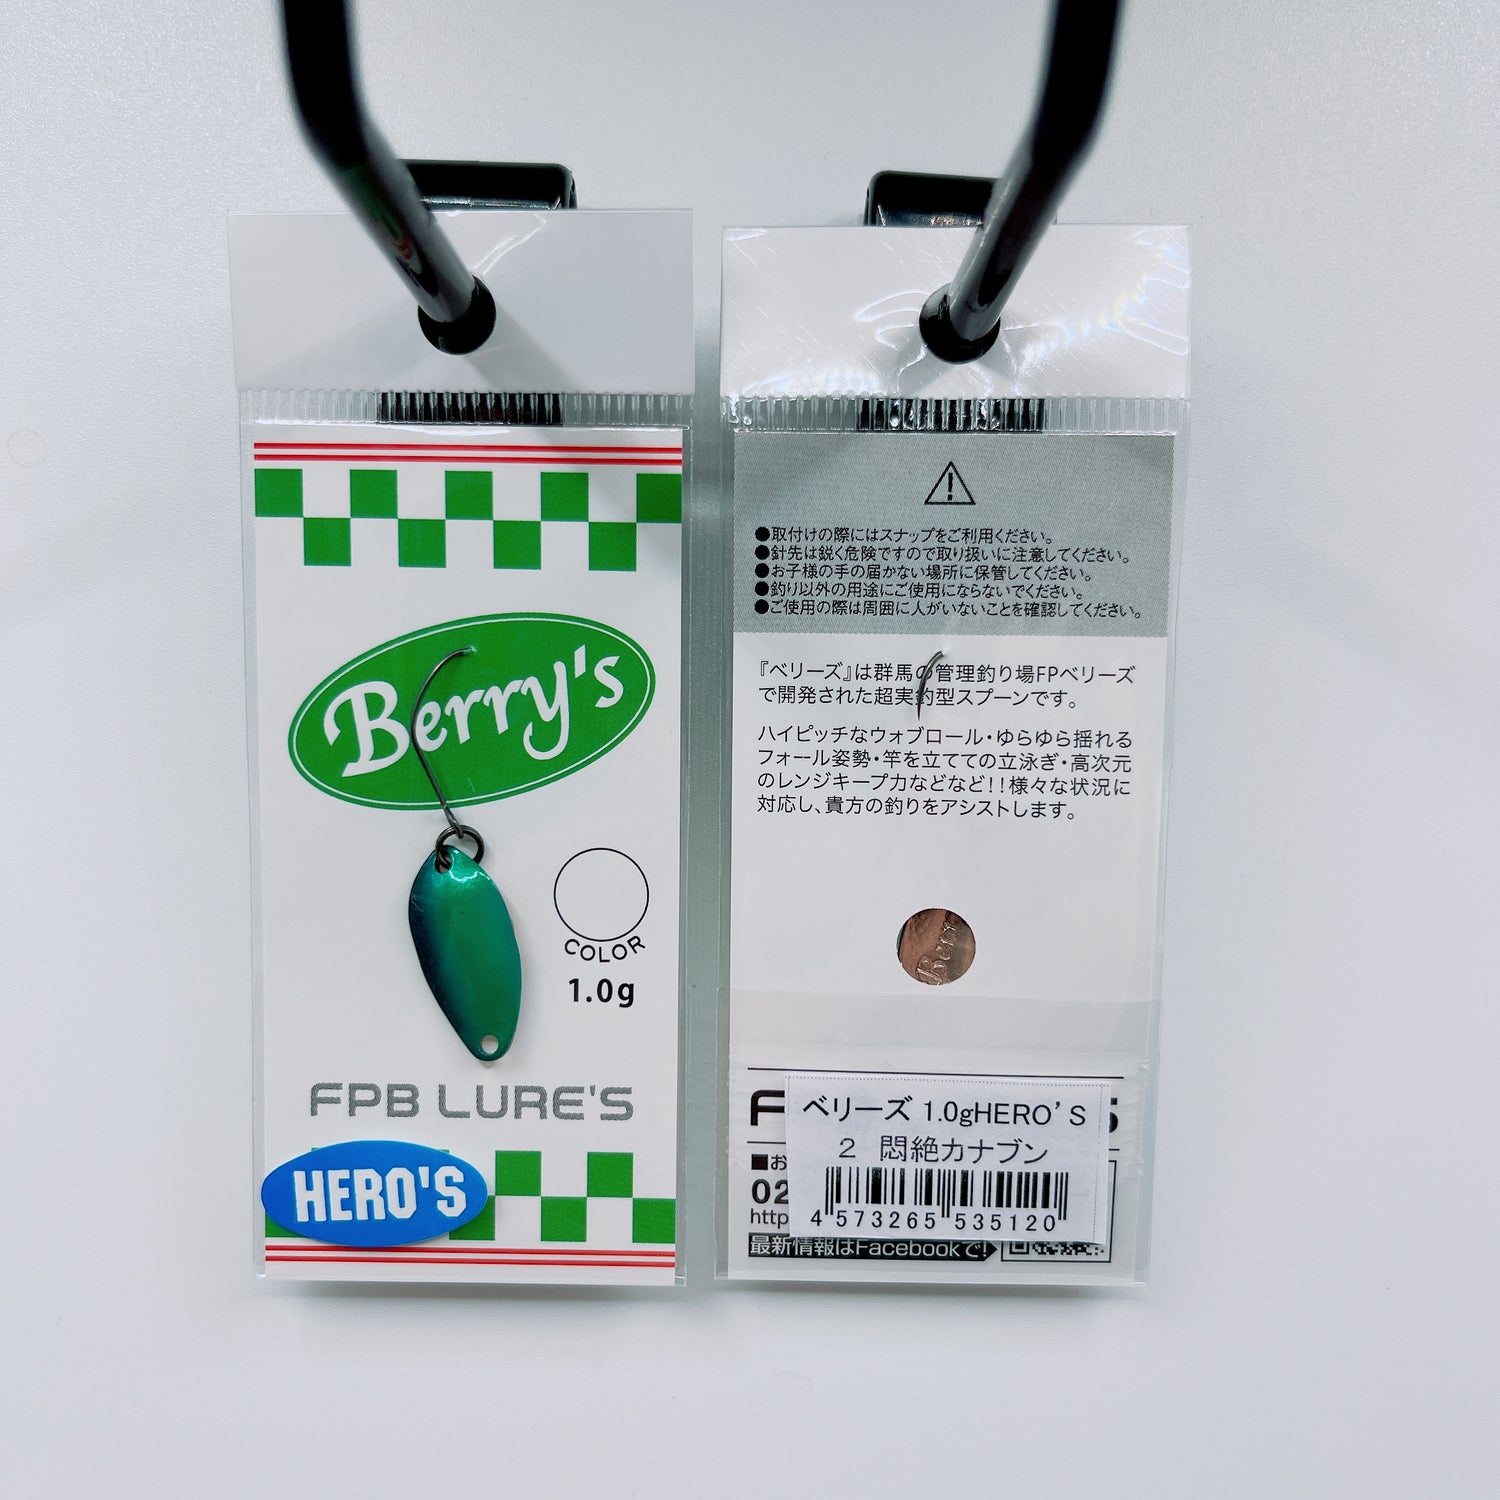 Berry's
COLOR
1.0g
FPB LURE'S
HERO'S
●取付けの際にはスナップをご利用ください。
●針先は鋭く危険ですので取り扱いに注意してください。
●お子様の手の届かない場所に保管してください。
●釣り以外の用途にご使用にならないでください。
●ご使用の際は周囲に人がいないことを確認してください。
『ベリーズ』は群馬の管理釣り場FPベリーズ
で開発された超実釣型スプーンです。
ハイピッチなウォブロール・ゆらゆら揺れる
フォール姿勢・竿を立てての立泳ぎ・高次元
のレンジキープ力などなど!!様々な状況に
対応し、貴方の釣りをアシストします。
Berr
F
S
ベリーズ 1.0gHERO'S
2 悶絶カナブン
4 573265 535120
■お
02
http
最新情報はFacebookで!